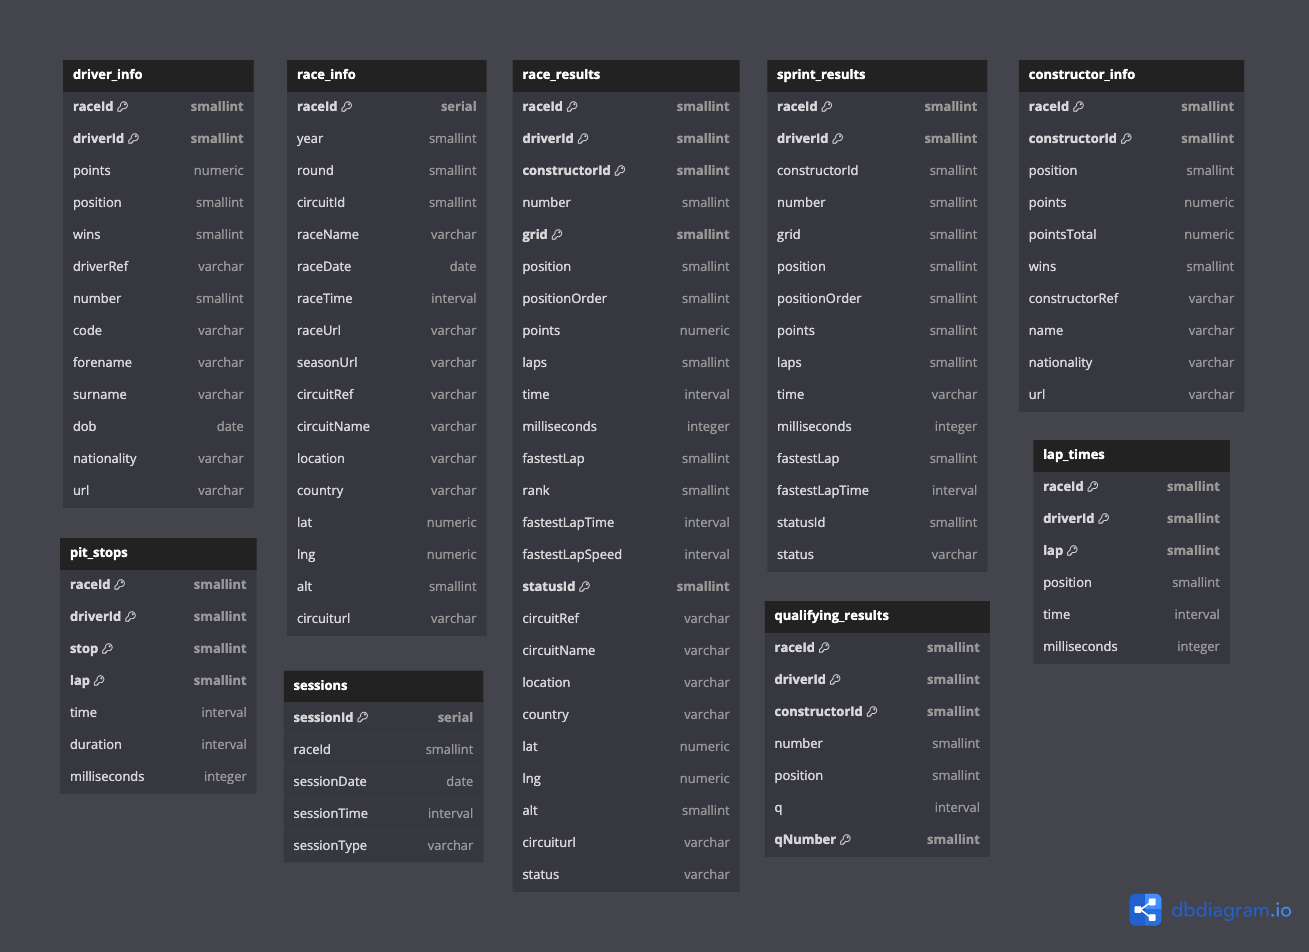 driver_info
raceId smallint
driverId smallint
points numeric
position smallint
wins smallint
driverRef varchar
number smallint
code varchar
forename varchar
surname varchar
dob date
nationality varchar
url varchar
pit_stops
raceId smallint
driverId smallint
stop smallint
lap smallint
time interval
duration interval
milliseconds integer
race_info
raceId serial
year smallint
round smallint
circuitId smallint
raceName varchar
raceDate date
raceTime interval
raceUrl varchar
seasonUrl varchar
circuitRef varchar
circuitName varchar
location varchar
country varchar
lat numeric
lng numeric
alt smallint
circuiturl varchar
sessions
sessionId serial
raceId smallint
sessionDate date
sessionTime interval
sessionType varchar
race_results
raceId smallint
driverId smallint
constructorId smallint
number smallint
grid smallint
position smallint
positionOrder smallint
points numeric
laps smallint
time interval
milliseconds integer
fastestLap smallint
rank smallint
fastestLapTime interval
fastestLapSpeed interval
statusId smallint
circuitRef varchar
circuitName varchar
location varchar
country varchar
lat numeric
lng numeric
alt smallint
circuiturl varchar
status varchar
sprint_results
raceId smallint
driverId smallint
constructorId smallint
number smallint
grid smallint
position smallint
positionOrder smallint
points smallint
laps smallint
time varchar
milliseconds integer
fastestLap smallint
fastestLapTime interval
statusId smallint
status varchar
qualifying_results
raceId smallint
driverId smallint
constructorId smallint
number smallint
position smallint
q interval
qNumber smallint
constructor_info
raceId smallint
constructorId smallint
position smallint
points numeric
pointsTotal numeric
wins smallint
constructorRef varchar
name varchar
nationality varchar
url varchar
lap_times
raceId smallint
driverId smallint
lap smallint
position smallint
time interval
milliseconds integer
dbdiagram.io